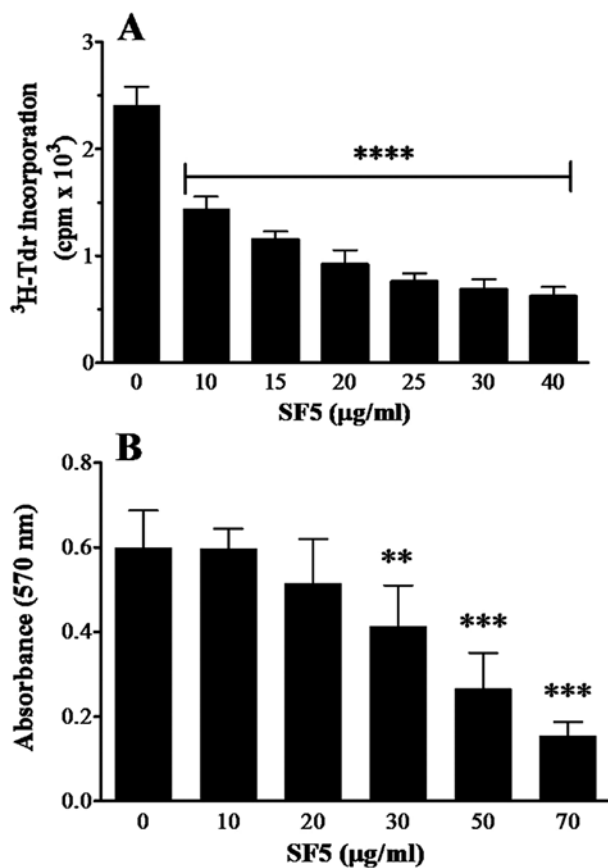 A
3
2
1
0
³H-Tdr incorporation
(cpm x 10³)
****
0 10 15 20 25 30 40
SF5 (μg/ml)
B
0.8
0.6
0.4
0.2
0.0
Absorbance (570 nm)
**
***
***
0 10 20 30 50 70
SF5 (μg/ml)